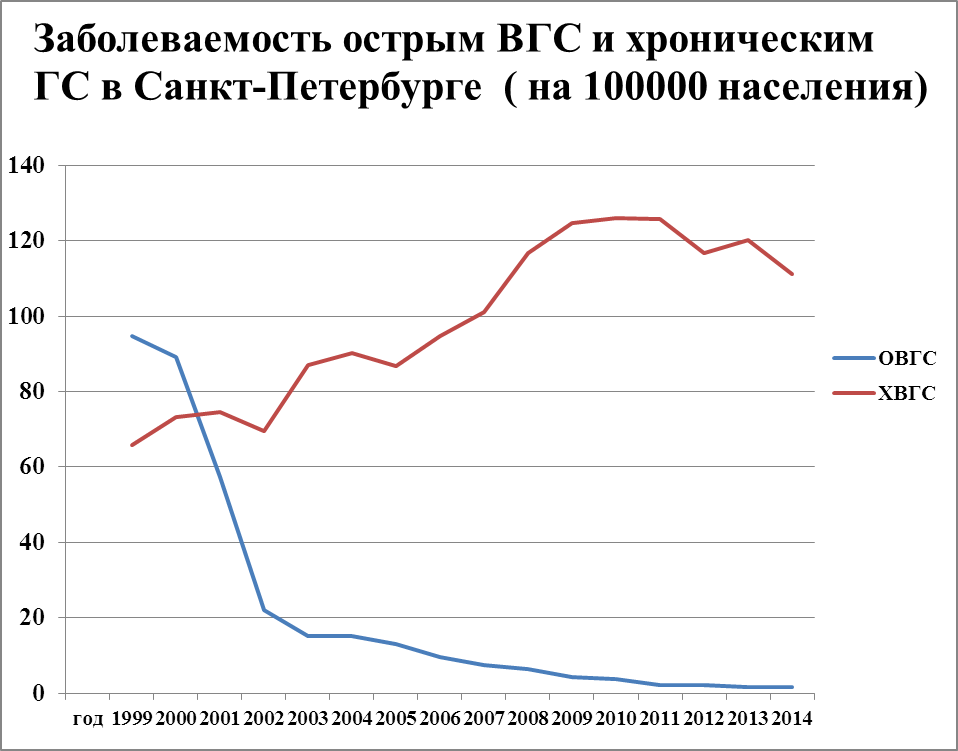 Заболеваемость острым ВГС и хроническим
ГС в Санкт-Петербурге ( на 100000 населения)
140
120
100
80
60
40
20
0
год 1999 2000 2001 2002 2003 2004 2005 2006 2007 2008 2009 2010 2011 2012 2013 2014
ОВГС
ХВГС